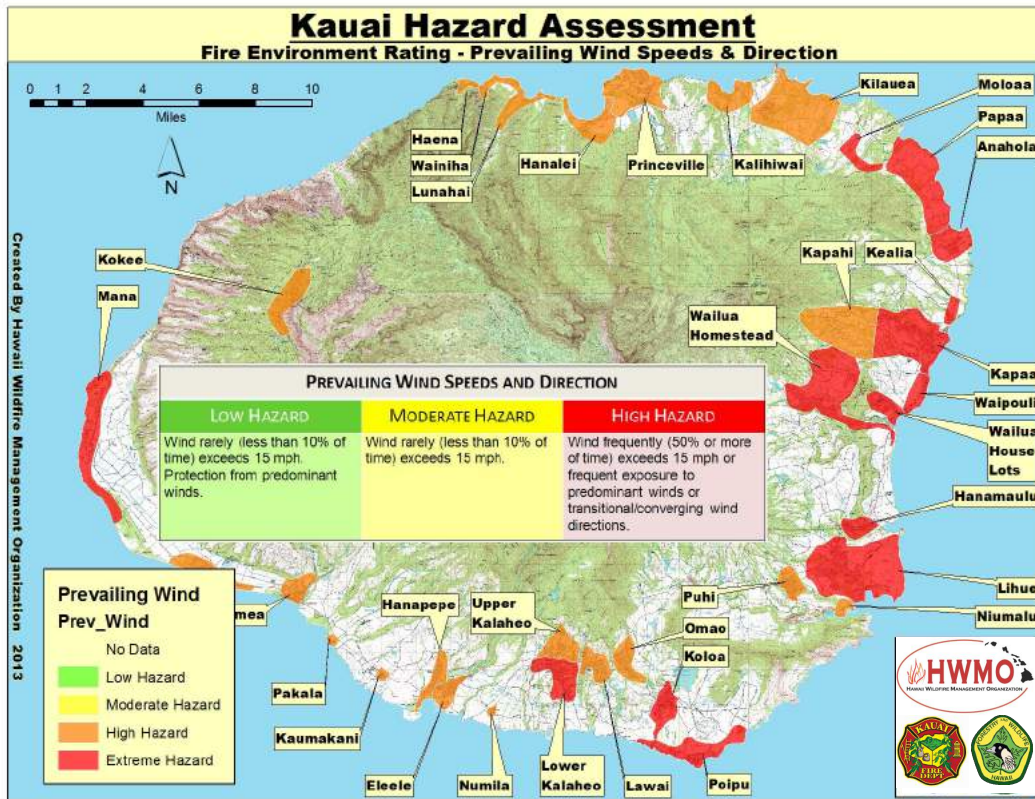 Kauai Hazard Assessment
Fire Environment Rating - Prevailing Wind Speeds & Direction
0 2 4 6 8 10
Miles
N
Haena
Wainiha
Lunahai
Hanalei
Princeville
Kalihiwai
Kilauea
Moloaa
Papaa
Anahola
Kokee
Mana
Kapahi
Kealia
Wailua
Homestead
Kapaa
Waipouli
Wailua
House
Lots
Hanamaulu
Lihue
Niumalu
Puhi
PREVAILING WIND SPEEDS AND DIRECTION
LOW HAZARD
Wind rarely (less than 10% of
time) exceeds 15 mph.
Protection from predominant
winds.
MODERATE HAZARD
Wind rarely (less than 10% of
time) exceeds 15 mph.
HIGH HAZARD
Wind frequently (50% or more
of time) exceeds 15 mph or
frequent exposure to
predominant winds or
transitional/converging wind
directions.
Created By Hawaii Wildfire Management Organization 2013
Prevailing Wind
Prev_Wind
No Data
Low Hazard
Moderate Hazard
High Hazard
Extreme Hazard
mea
Hanapepe
Upper
Kalaheo
Omao
Koloa
Pakala
Kaumakani
Eleele
Numila
Lower
Kalaheo
Lawai
Poipu
HWMO
HAWAII WILDFIRE MANAGEMENT ORGANIZATION
KAUAI
FIRE
DEPT
FORESTRY AND WILDLIFE
HAWAII